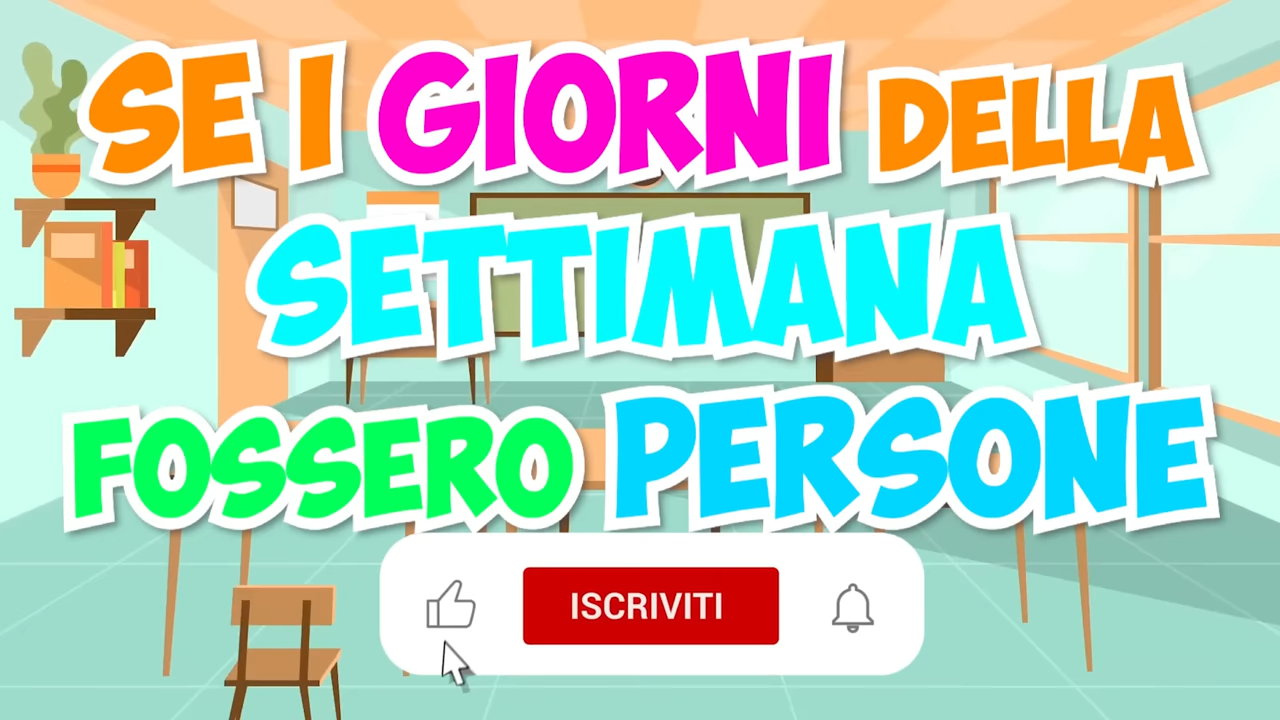 SE I GIORNI DELLA
SETTIMANA
FOSSERO PERSONE
ISCRIVITI